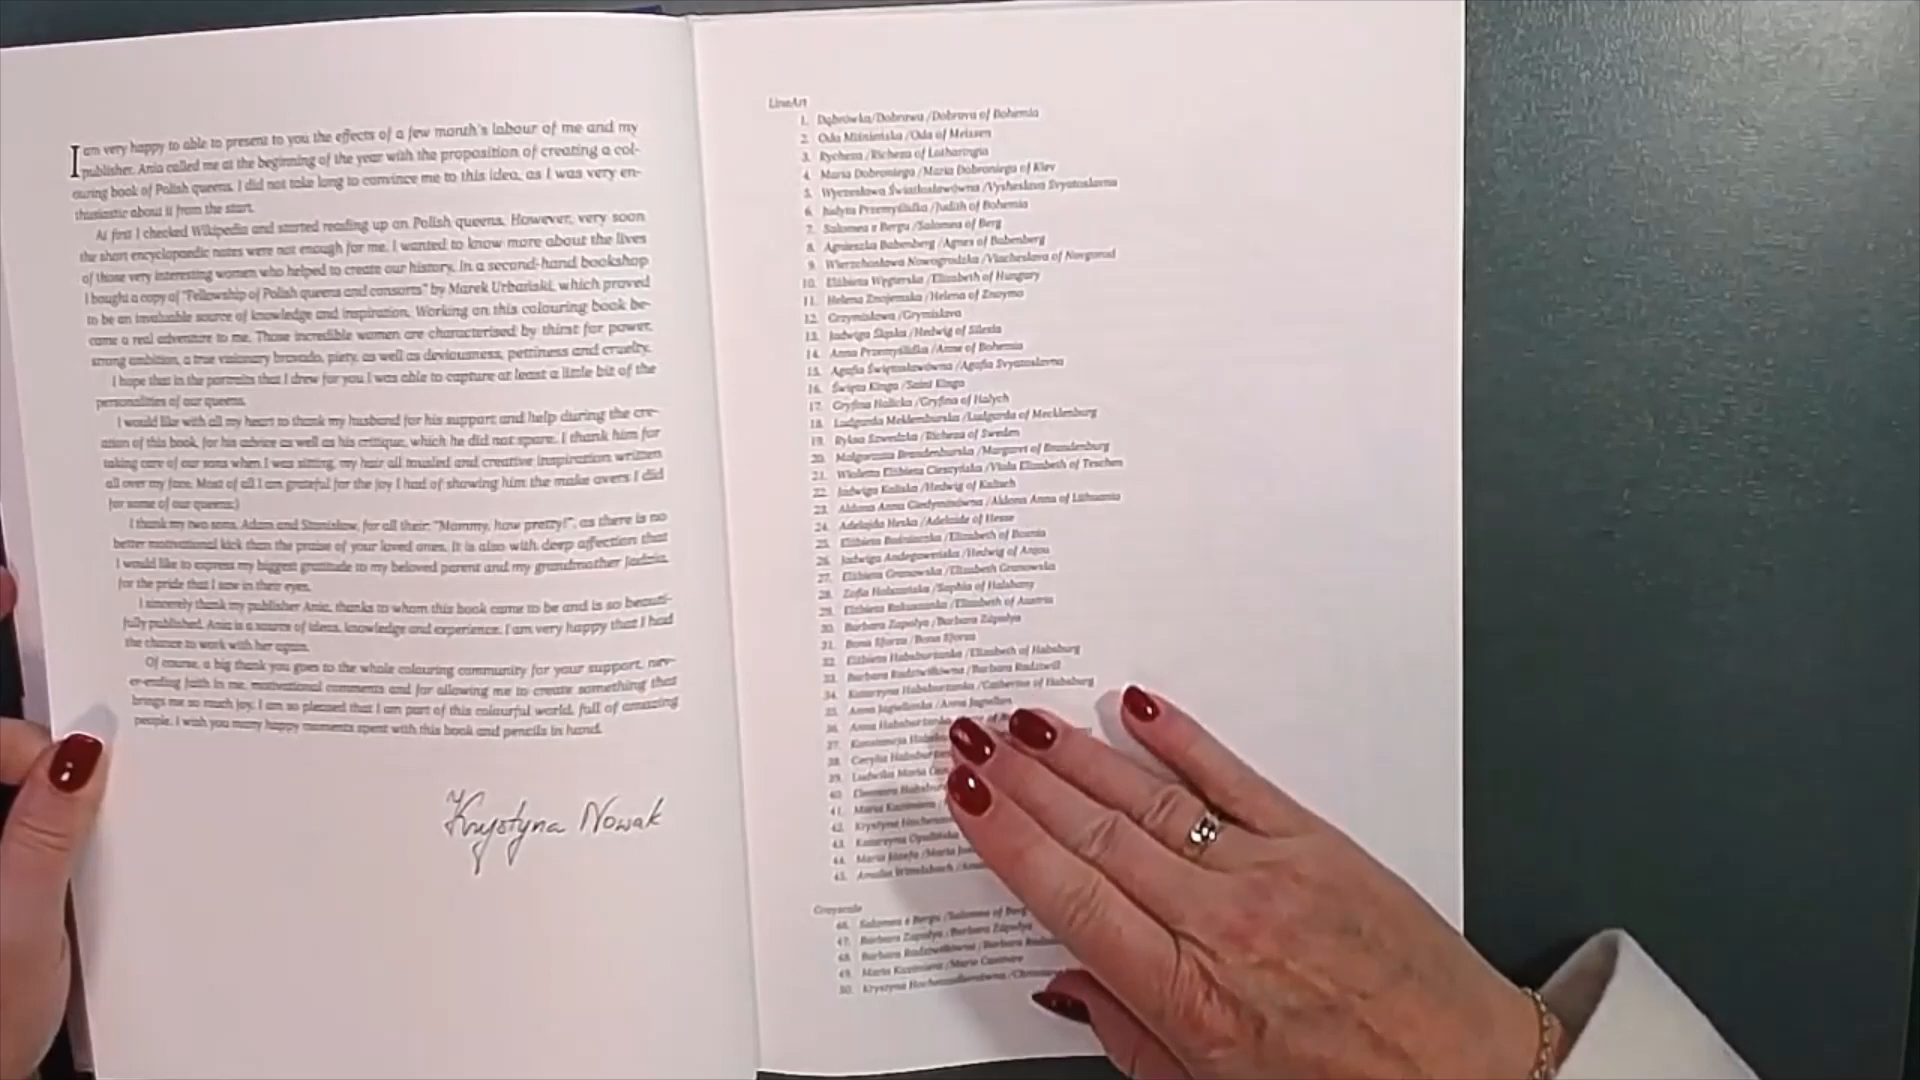 I am very happy to able to present to you the effects of a few month's labour of me and my
publisher. Ania called me at the beginning of the year with the proposition of creating a col-
ouring book of Polish queens. I did not take long to convince me to this idea, as I was very en-
thusiastic about it from the start.
At first I checked Wikipedia and started reading up on Polish queens. However, very soon
the short encyclopaedic notes were not enough for me. I wanted to know more about the lives
of those very interesting women who helped to create our history. In a second-hand bookshop
I bought a copy of "Fellowship of Polish queens and consorts" by Marek Urbański, which proved
to be an invaluable source of knowledge and inspiration. Working on this colouring book be-
came a real adventure to me. Those incredible women are characterised by thirst for power,
strong ambition, a true visionary bravado, piety, as well as deviousness, pettiness and cruelty.
I hope that in the portraits that I drew for you I was able to capture at least a little bit of the
personalities of our queens.
I would like with all my heart to thank my husband for his support and help during the cre-
ation of this book, for his advice as well as his critique, which he did not spare. I thank him for
taking care of our sons when I was sitting, my hair all tousled and creative inspiration written
all over my face. Most of all I am grateful for the joy I had of showing him the make overs I did
for some of our queens:)
I thank my two sons, Adam and Stanisław, for all their: "Mommy, how pretty!", as there is no
better motivational kick than the praise of your loved ones. It is also with deep affection that
I would like to express my biggest gratitude to my beloved parent and my grandmother Jadzia,
for the pride that I saw in their eyes.
I sincerely thank my publisher Ania, thanks to whom this book came to be and is so beauti-
fully published. Ania is a source of ideas, knowledge and experience. I am very happy that I had
the chance to work with her again.
Of course, a big thank you goes to the whole colouring community for your support, nev-
er-ending faith in me, motivational comments and for allowing me to create something that
brings me so much joy. I am so pleased that I am part of this colourful world, full of amazing
people. I wish you many happy moments spent with this book and pencils in hand.
Krystyna Nowak
LineArt
1. Dąbrówka/Dobrawa /Dobrava of Bohemia
2. Oda Miśnieńska /Oda of Meissen
3. Rycheza /Richeza of Lotharingia
4. Maria Dobroniega /Maria Dobroniega of Kiev
5. Wyczesława Światłosławówna /Vysheslava Svyatoslavna
6. Judyta Przemyślidka /Judith of Bohemia
7. Salomea z Bergu /Salomea of Berg
8. Agnieszka Babenberg /Agnes of Babenberg
9. Wierzchosława Nowogrodzka /Viacheslava of Novgorod
10. Elżbieta Węgierska /Elizabeth of Hungary
11. Helena Znojemska /Helena of Znoymo
12. Grzymisława /Grymislava
13. Jadwiga Śląska /Hedwig of Silesia
14. Anna Przemyślidka /Anne of Bohemia
15. Agafia Świętosławówna /Agafia Svyatoslavna
16. Święta Kinga /Saint Kinga
17. Gryfina Halicka /Gryfina of Halych
18. Ludgarda Meklemburska /Ludgarda of Mecklenburg
19. Ryksa Szwedzka /Richeza of Sweden
20. Małgorzata Brandenburska /Margaret of Brandenburg
21. Wioletta Elżbieta Cieszyńska /Viola Elizabeth of Teschen
22. Jadwiga Kaliska /Hedwig of Kalisch
23. Aldona Anna Giedyminówna /Aldona Anna of Lithuania
24. Adelajda Heska /Adelaide of Hesse
25. Elżbieta Bośniaczka /Elizabeth of Bosnia
26. Jadwiga Andegaweńska /Hedwig of Anjou
27. Elżbieta Granowska /Elizabeth Granowska
28. Zofia Holszańska /Sophia of Halshany
29. Elżbieta Rakuszanka /Elizabeth of Austria
30. Barbara Zapolya /Barbara Zápolya
31. Bona Sforza /Bona Sforza
32. Elżbieta Habsburżanka /Elizabeth of Habsburg
33. Barbara Radziwiłłówna /Barbara Radziwiłł
34. Katarzyna Habsburżanka /Catherine of Habsburg
35. Anna Jagiellonka /Anna Jagiellon
36. Anna Habsburżanka
37. Konstancja
38. Cecylia
39. Ludwika Maria
40. Eleonora
41. Maria Kazimiera
42. Krystyna
43. Katarzyna Opalińska
44. Maria Józefa /Maria
45. Amalia Wittelsbach
Grayscale
46. Salomea z Bergu /Salomea of Berg
47. Barbara Zapolya /Barbara Zápolya
48. Barbara Radziwiłłówna /Barbara
49. Maria Kazimiera /Marie Casimire
50. Krystyna Hohenzollernówna